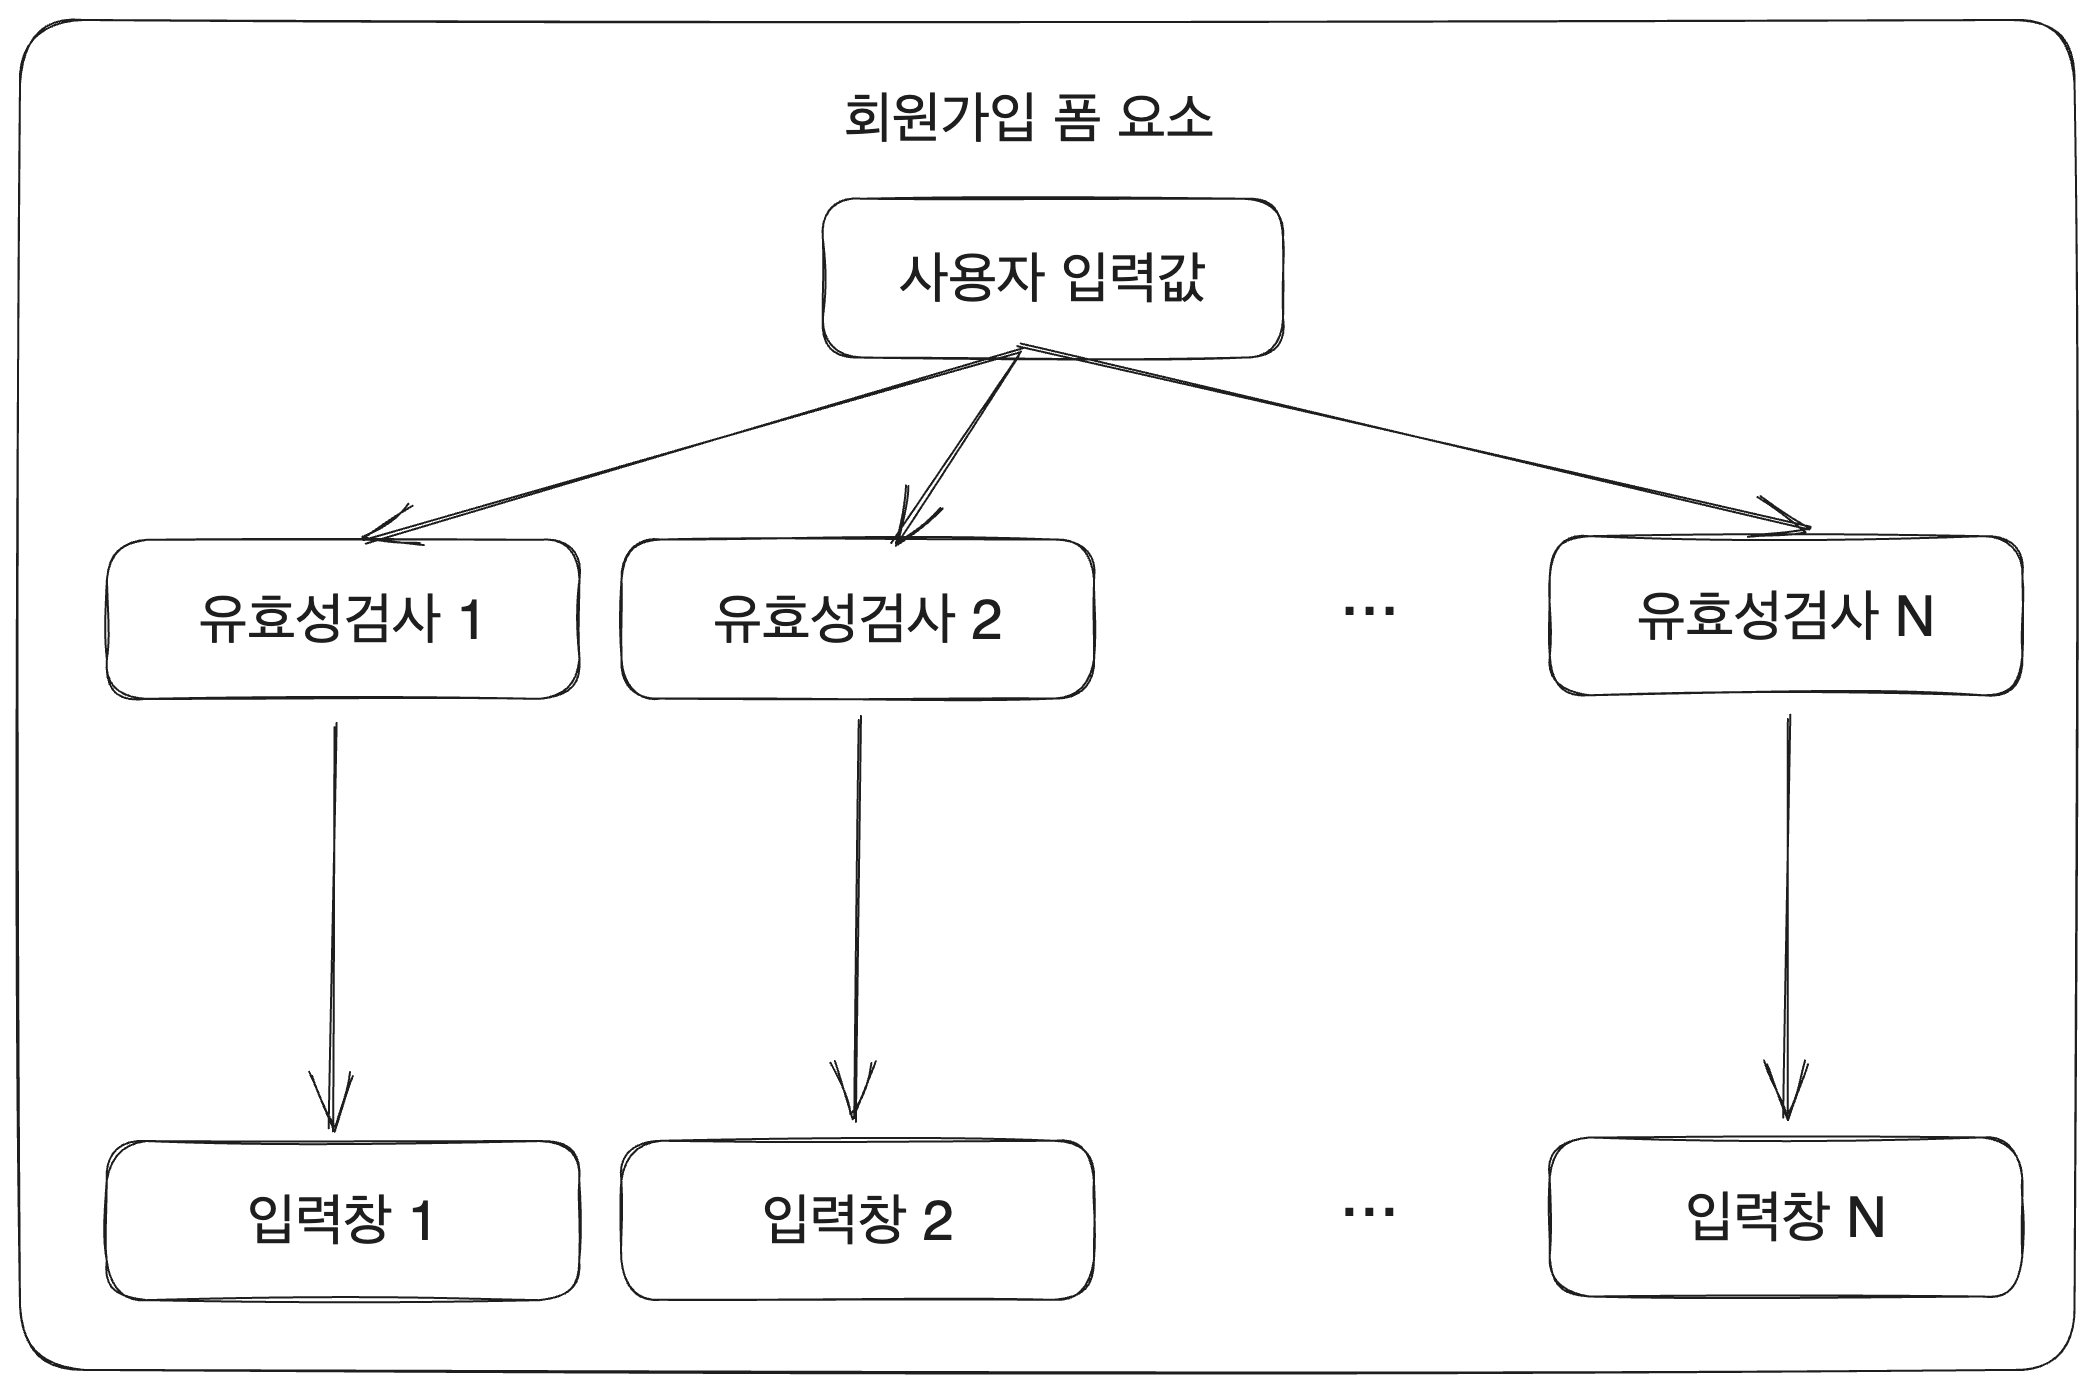 회원가입 폼 요소
사용자 입력값
유효성검사 1
유효성검사 2
...
유효성검사 N
입력창 1
입력창 2
...
입력창 N